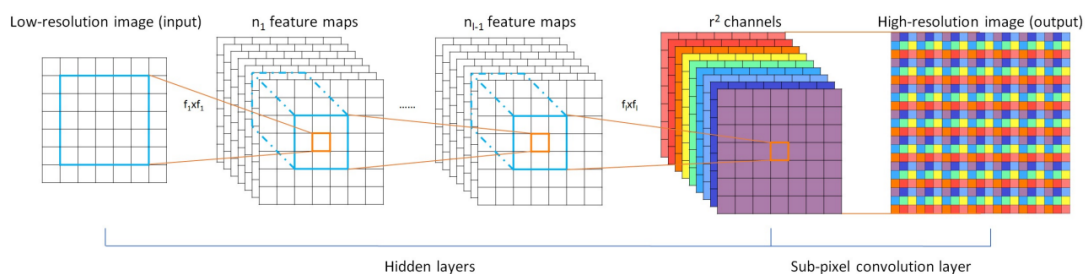 Low-resolution image (input)
n₁ feature maps
nₗ₋₁ feature maps
r² channels
High-resolution image (output)
f₁xf₁
......
fₗxfₗ
Hidden layers
Sub-pixel convolution layer